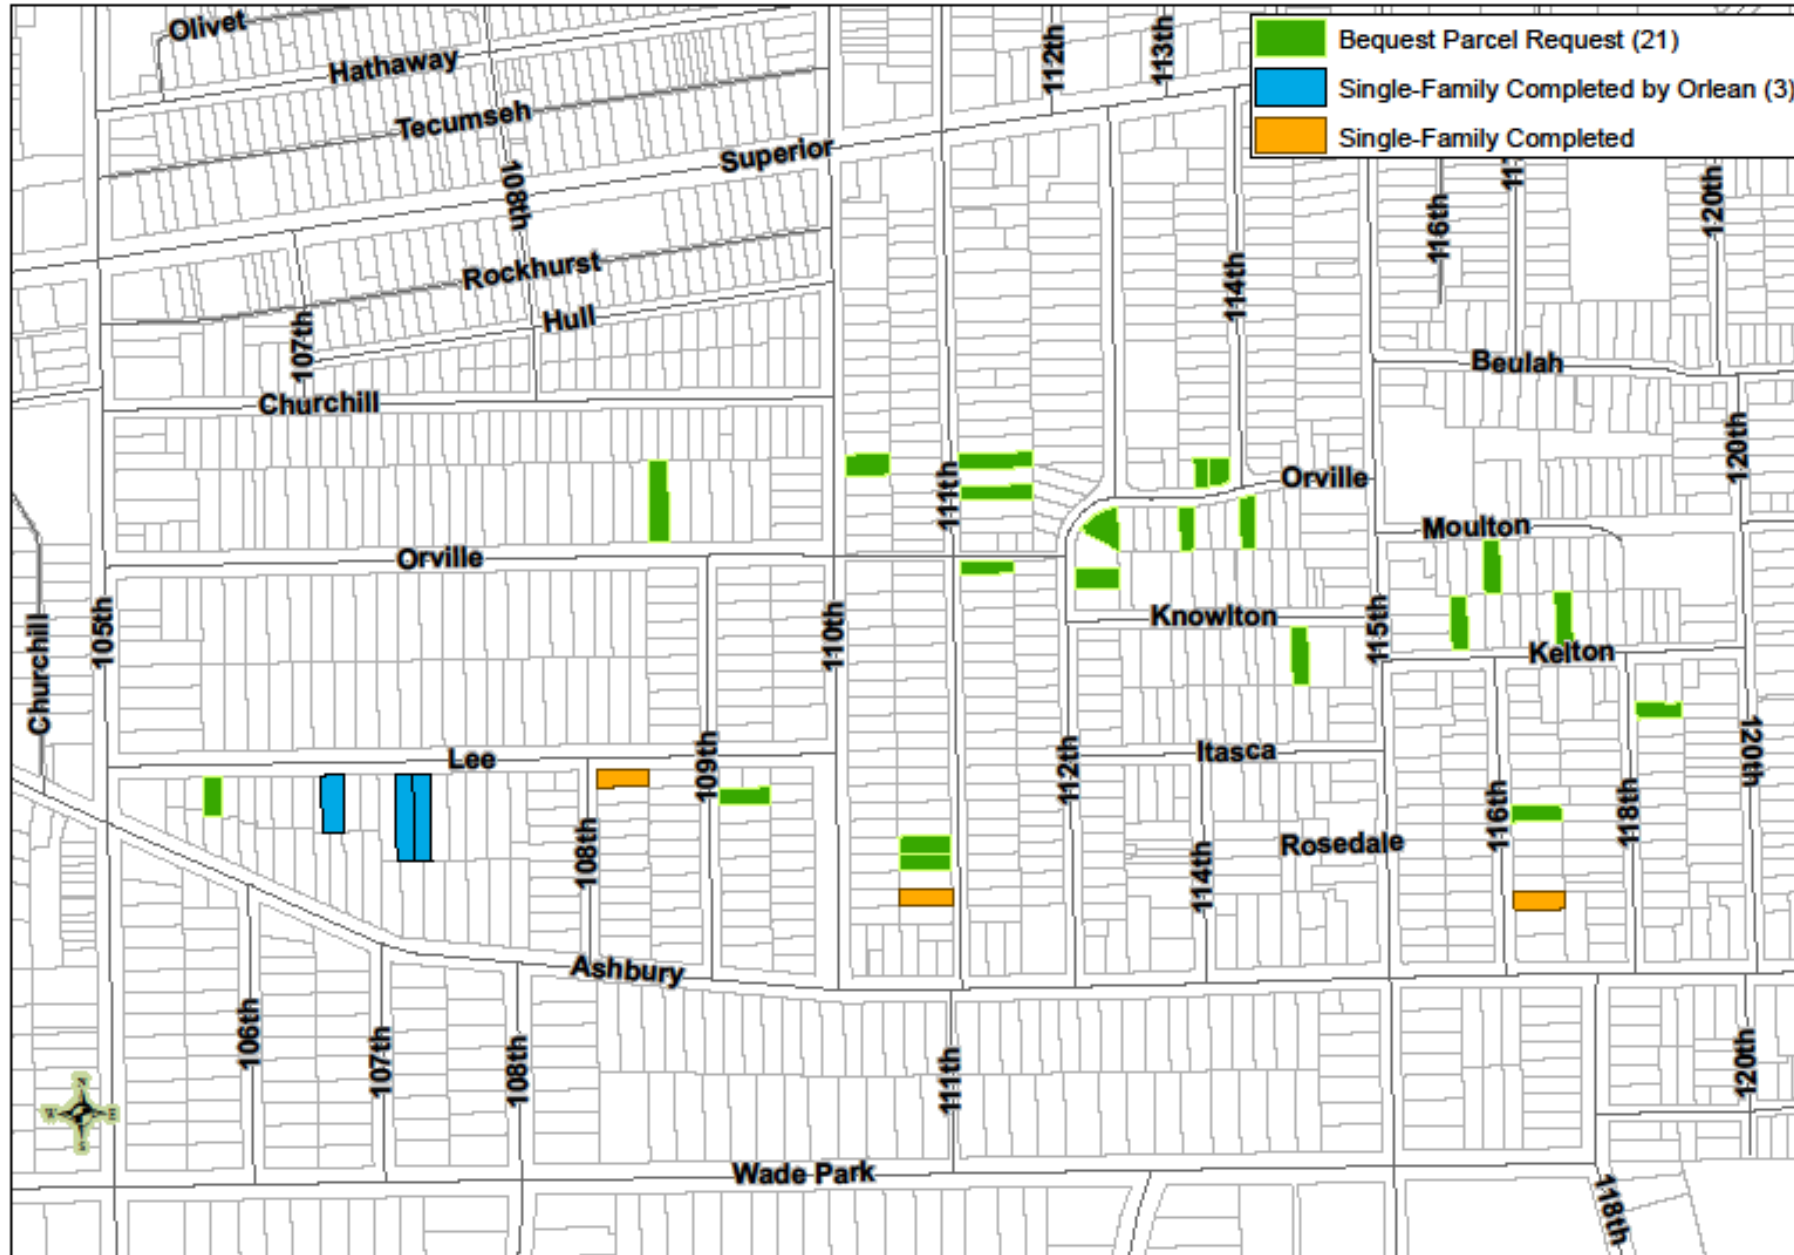 Olivet
Hathaway
Tecumseh
Superior
108th
Rockhurst
Hull
107th
Churchill
112th
113th
Bequest Parcel Request (21)
Single-Family Completed by Orlean (3)
Single-Family Completed
114th
116th
11
120th
Beulah
120th
111th
Orville
Moulton
Orville
Churchill
105th
110th
Knowlton
115th
Kelton
Lee
109th
112th
Itasca
120th
108th
114th
Rosedale
116th
118th
Ashbury
106th
107th
108th
111th
120th
N
W E
S
Wade Park
118th